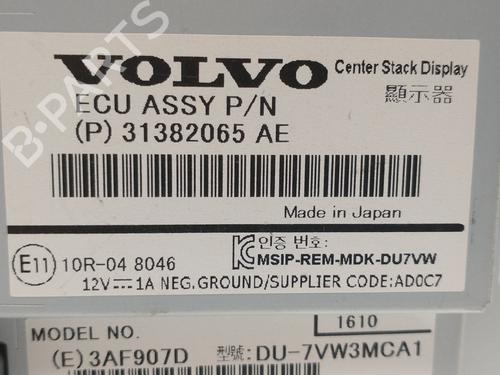 VOLVO
Center Stack Display
顯示器
ECU ASSY P/N
(P) 31382065 AE
Made in Japan
E11 10R-04 8046
인증 번호:
MSIP-REM-MDK-DU7VW
12V⎓1A NEG.GROUND/SUPPLIER CODE:AD0C7
1610
MODEL NO.
(E)3AF907D 型號:DU-7VW3MCA1
B-PARTS